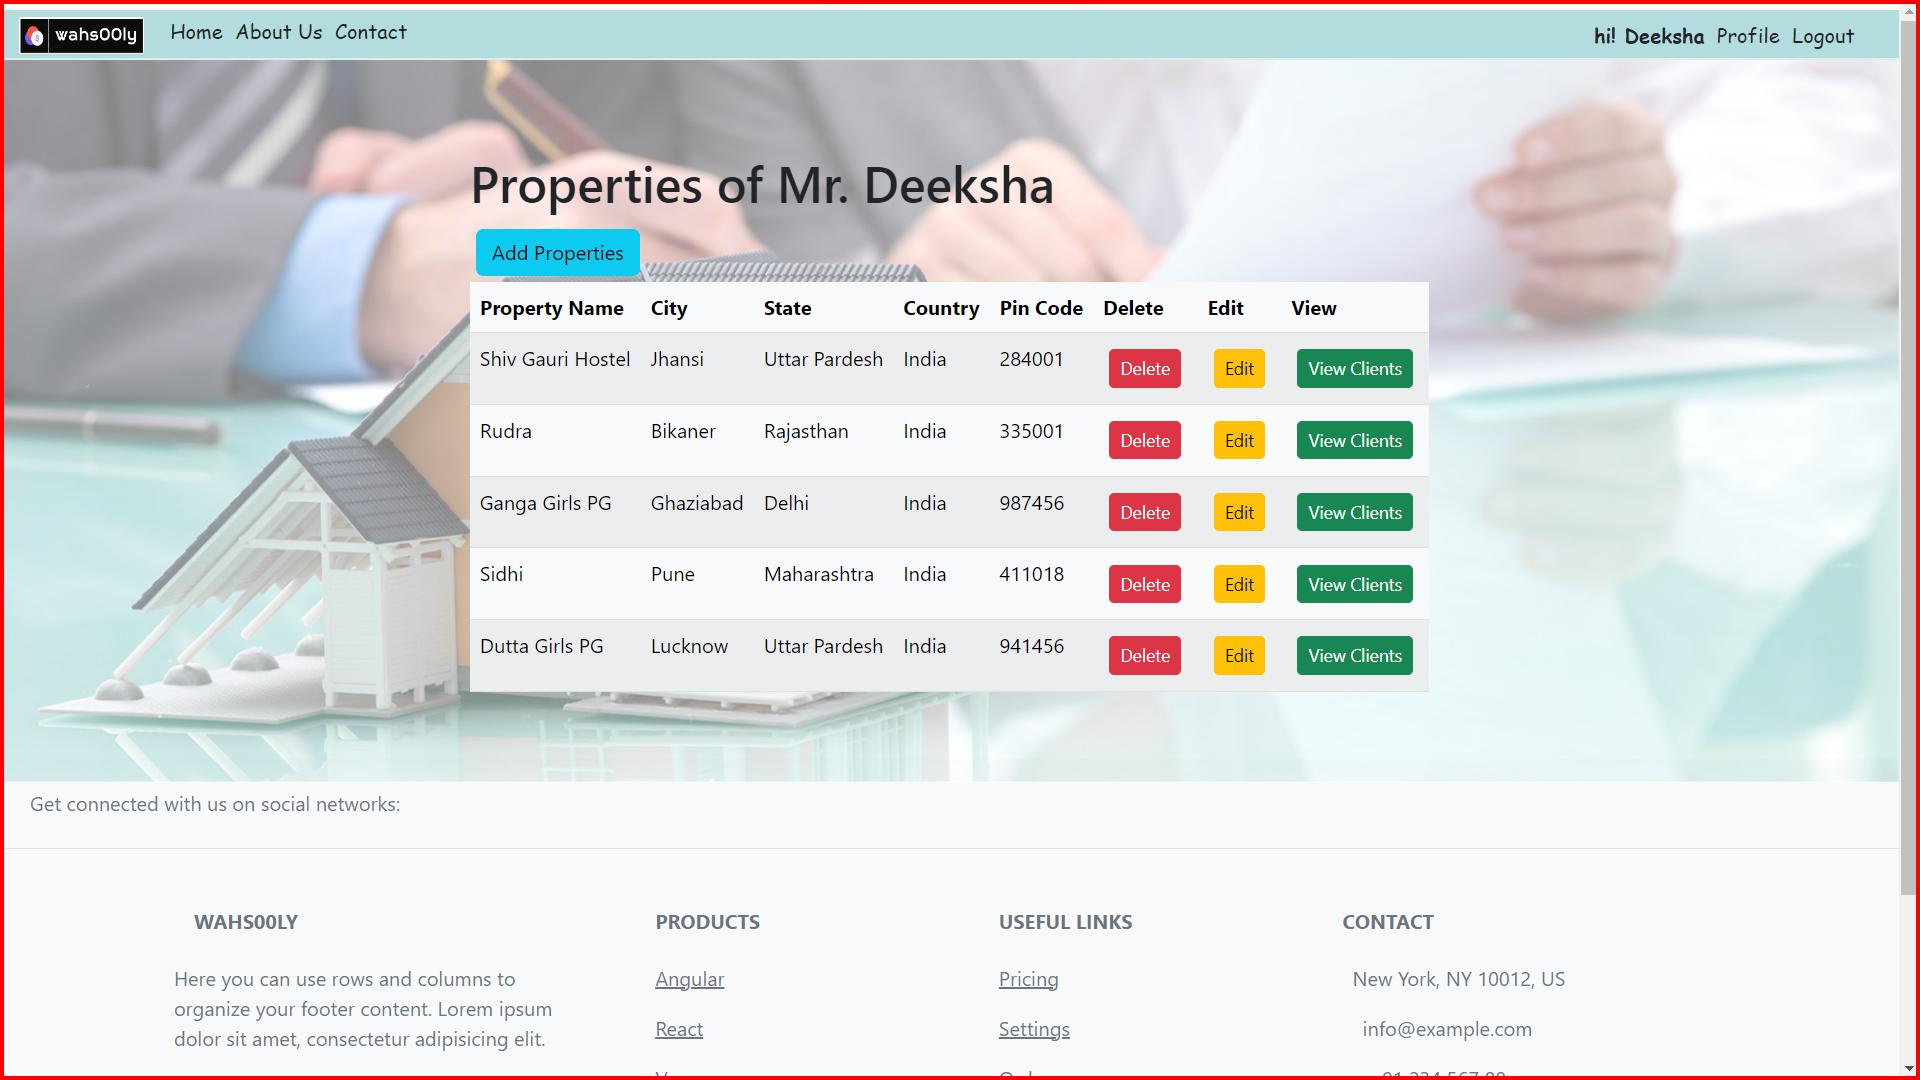 wahs00ly Home About Us Contact hi! Deeksha Profile Logout
Properties of Mr. Deeksha
Add Properties
Property Name City State Country Pin Code Delete Edit View
Shiv Gauri Hostel Jhansi Uttar Pardesh India 284001 Delete Edit View Clients
Rudra Bikaner Rajasthan India 335001 Delete Edit View Clients
Ganga Girls PG Ghaziabad Delhi India 987456 Delete Edit View Clients
Sidhi Pune Maharashtra India 411018 Delete Edit View Clients
Dutta Girls PG Lucknow Uttar Pardesh India 941456 Delete Edit View Clients
Get connected with us on social networks:
WAHS00LY
Here you can use rows and columns to
organize your footer content. Lorem ipsum
dolor sit amet, consectetur adipisicing elit.
PRODUCTS
Angular
React
USEFUL LINKS
Pricing
Settings
CONTACT
New York, NY 10012, US
info@example.com